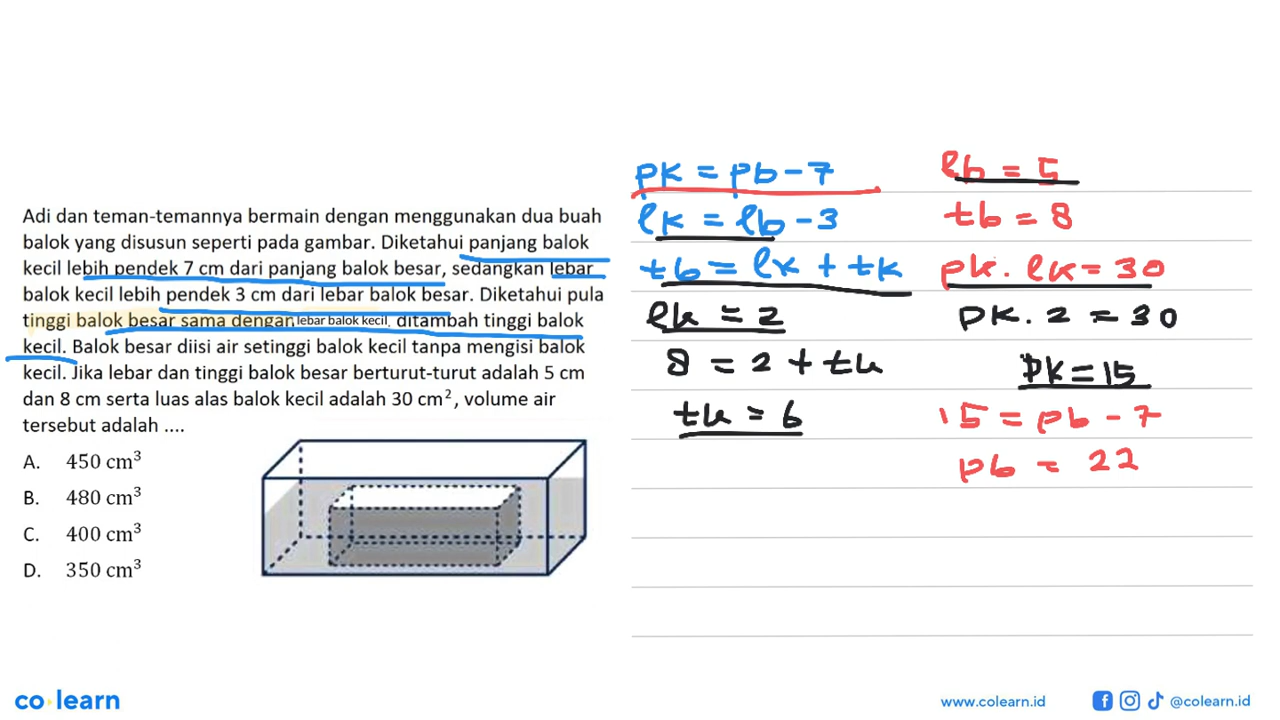 Adi dan teman-temannya bermain dengan menggunakan dua buah
balok yang disusun seperti pada gambar. Diketahui panjang balok
kecil lebih pendek 7 cm dari panjang balok besar, sedangkan lebar
balok kecil lebih pendek 3 cm dari lebar balok besar. Diketahui pula
tinggi balok besar sama dengan lebar balok kecil, ditambah tinggi balok
kecil. Balok besar diisi air setinggi balok kecil tanpa mengisi balok
kecil. Jika lebar dan tinggi balok besar berturut-turut adalah 5 cm
dan 8 cm serta luas alas balok kecil adalah 30 cm², volume air
tersebut adalah ....
A. 450 cm³
B. 480 cm³
C. 400 cm³
D. 350 cm³
pk = pb - 7
lk = lb - 3
tb = lk + tk
lk = 2
8 = 2 + tk
tk = 6
lb = 5
tb = 8
pk . lk = 30
pk . 2 = 30
pk = 15
15 = pb - 7
pb = 22
co learn
www.colearn.id
@colearn.id